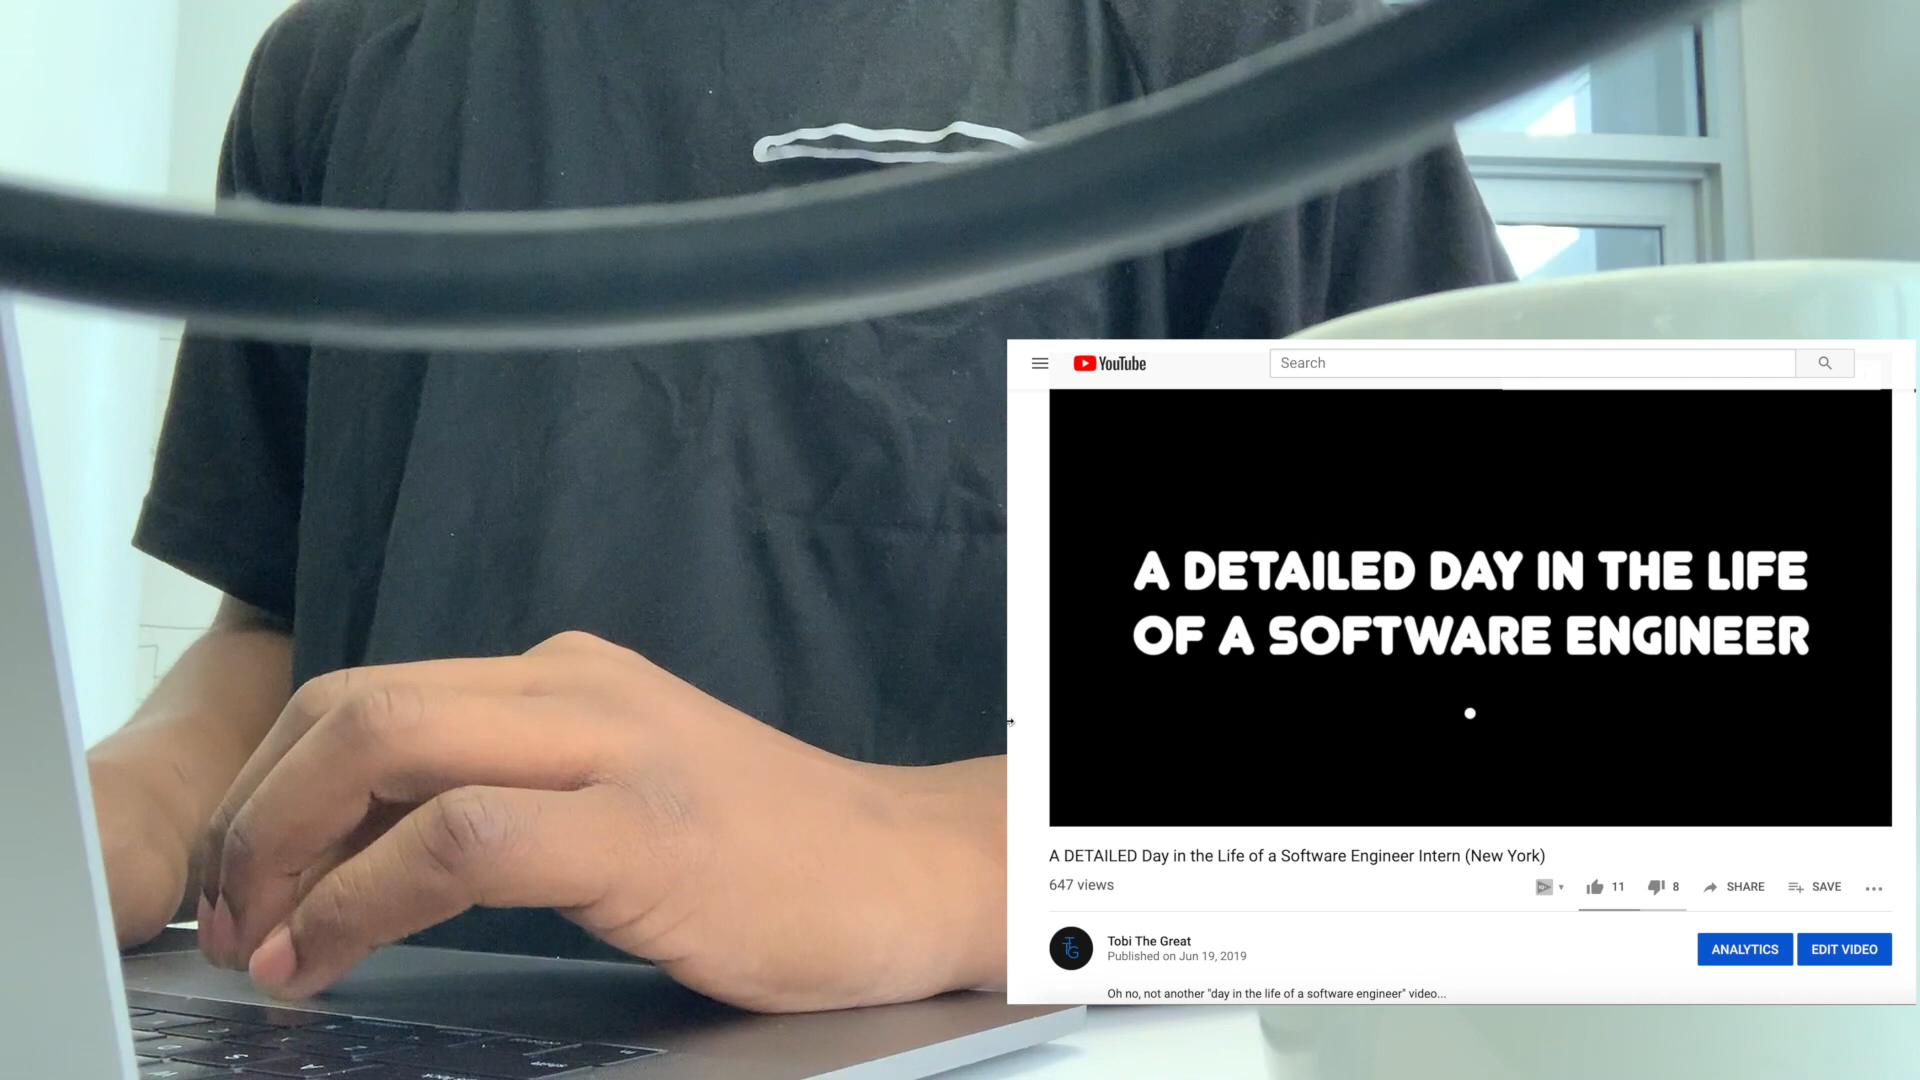 YouTube
Search
A DETAILED DAY IN THE LIFE
OF A SOFTWARE ENGINEER
A DETAILED Day in the Life of a Software Engineer Intern (New York)
647 views
11
8
SHARE
SAVE
Tobi The Great
Published on Jun 19, 2019
ANALYTICS
EDIT VIDEO
Oh no, not another "day in the life of a software engineer" video...